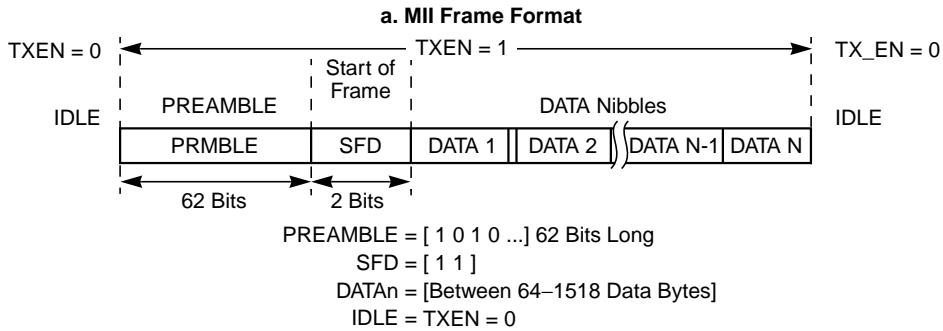 a. MII Frame Format
TXEN = 0 TXEN = 1 TX_EN = 0
Start of
Frame
IDLE PREAMBLE DATA Nibbles IDLE
PRMBLE SFD DATA 1 DATA 2 DATA N-1 DATA N
62 Bits 2 Bits
PREAMBLE = [ 1 0 1 0 ...] 62 Bits Long
SFD = [ 1 1 ]
DATAn = [Between 64–1518 Data Bytes]
IDLE = TXEN = 0